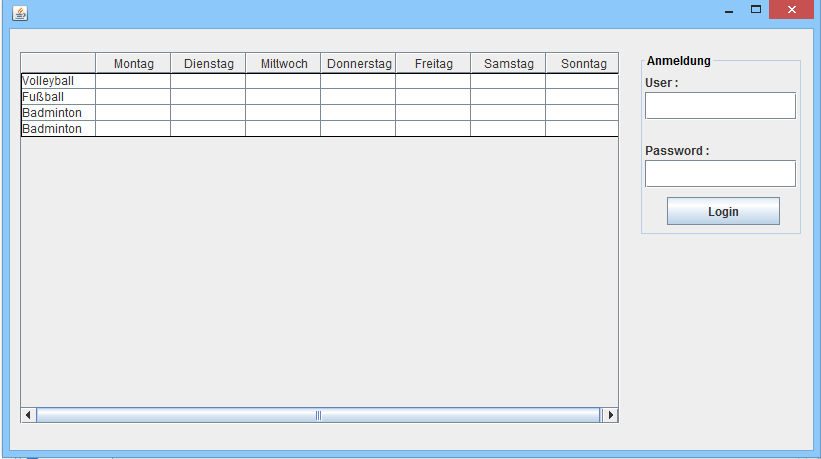 Montag Dienstag Mittwoch Donnerstag Freitag Samstag Sonntag
Volleyball
Fußball
Badminton
Badminton
Anmeldung
User :
Password :
Login